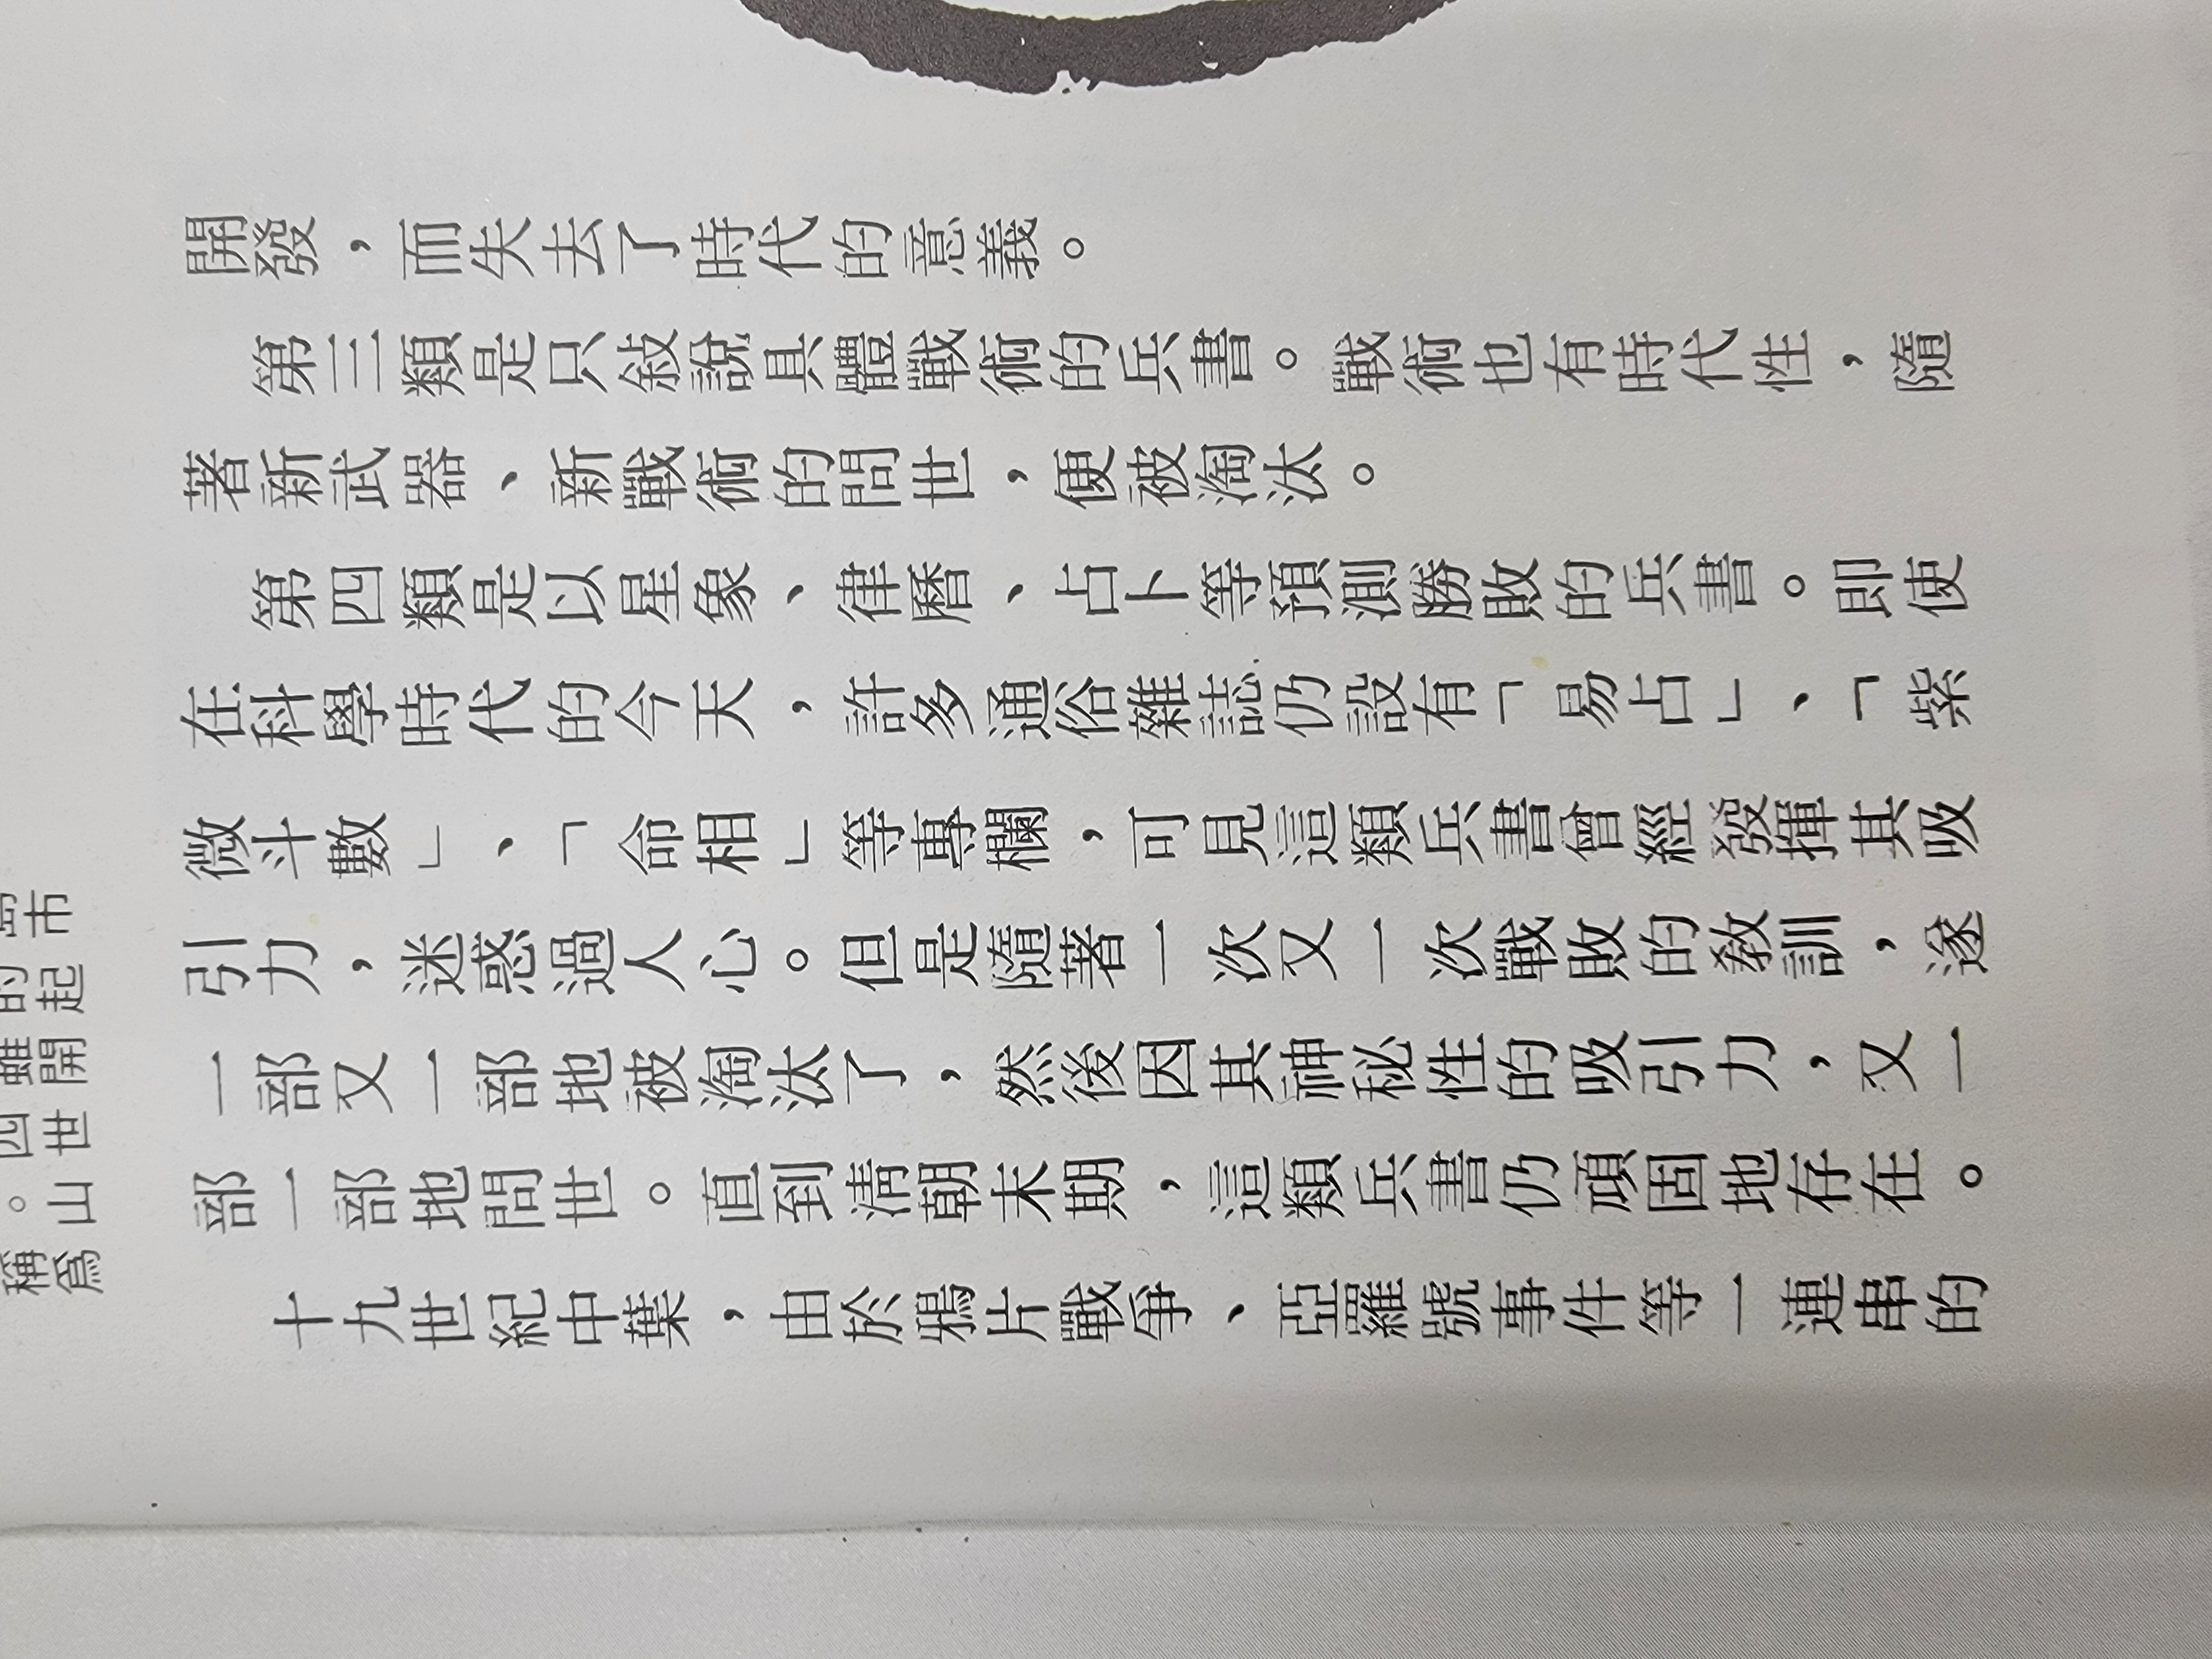 市
的起
雖開
四世
。山
稱爲
開發，而失去了時代的意義。
第三類是只敍說具體戰術的兵書。戰術也有時代性，隨
著新武器、新戰術的問世，便被淘汰。
第四類是以星象、律曆、占卜等預測勝敗的兵書。即使
在科學時代的今天，許多通俗雜誌仍設有「易占」、「紫
微斗數」、「命相」等專欄，可見這類兵書曾經發揮其吸
引力，迷惑過人心。但是隨著一次又一次戰敗的敎訓，遂
一部又一部地被淘汰了，然後因其神秘性的吸引力，又一
部一部地問世。直到淸朝末期，這類兵書仍頑固地存在。
十九世紀中葉，由於鴉片戰爭、亞羅號事件等一連串的